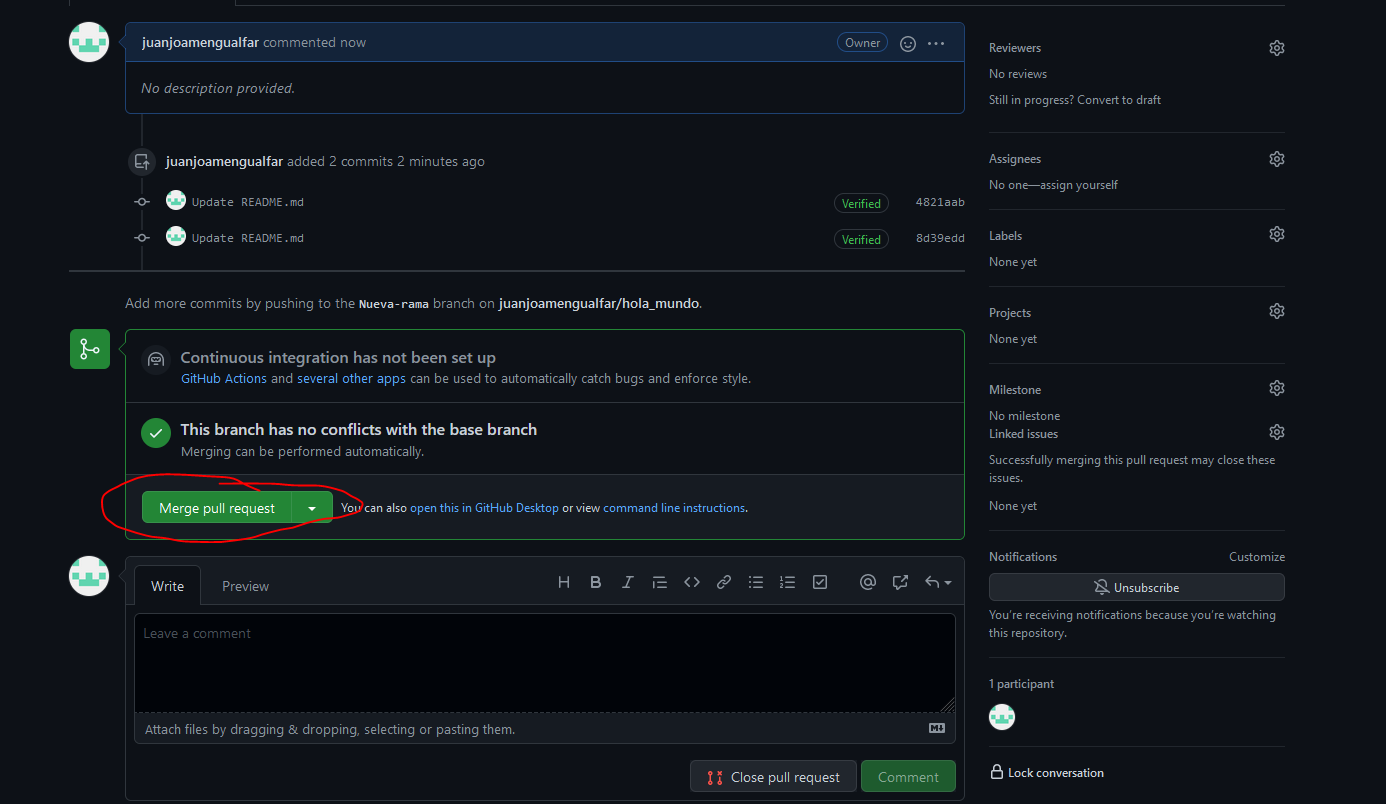 juanjoamengualfar commented now Owner
No description provided.
juanjoamengualfar added 2 commits 2 minutes ago
Update README.md Verified 4821aab
Update README.md Verified 8d39edd
Add more commits by pushing to the Nueva-rama branch on juanjoamengualfar/hola_mundo.
Continuous integration has not been set up
GitHub Actions and several other apps can be used to automatically catch bugs and enforce style.
This branch has no conflicts with the base branch
Merging can be performed automatically.
Merge pull request You can also open this in GitHub Desktop or view command line instructions.
Write Preview
Leave a comment
Attach files by dragging & dropping, selecting or pasting them.
Close pull request Comment
Reviewers
No reviews
Still in progress? Convert to draft
Assignees
No one—assign yourself
Labels
None yet
Projects
None yet
Milestone
No milestone
Linked issues
Successfully merging this pull request may close these
issues.
None yet
Notifications Customize
Unsubscribe
You're receiving notifications because you're watching
this repository.
1 participant
Lock conversation